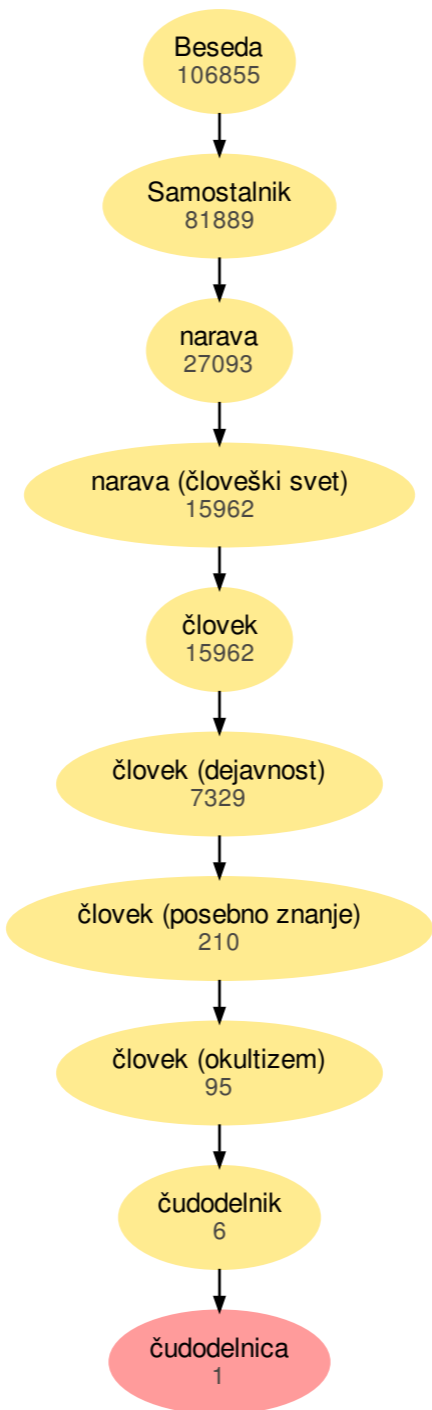 Beseda
106855
Samostalnik
81889
narava
27093
narava (človeški svet)
15962
človek
15962
človek (dejavnost)
7329
človek (posebno znanje)
210
človek (okultizem)
95
čudodelnik
6
čudodelnica
1